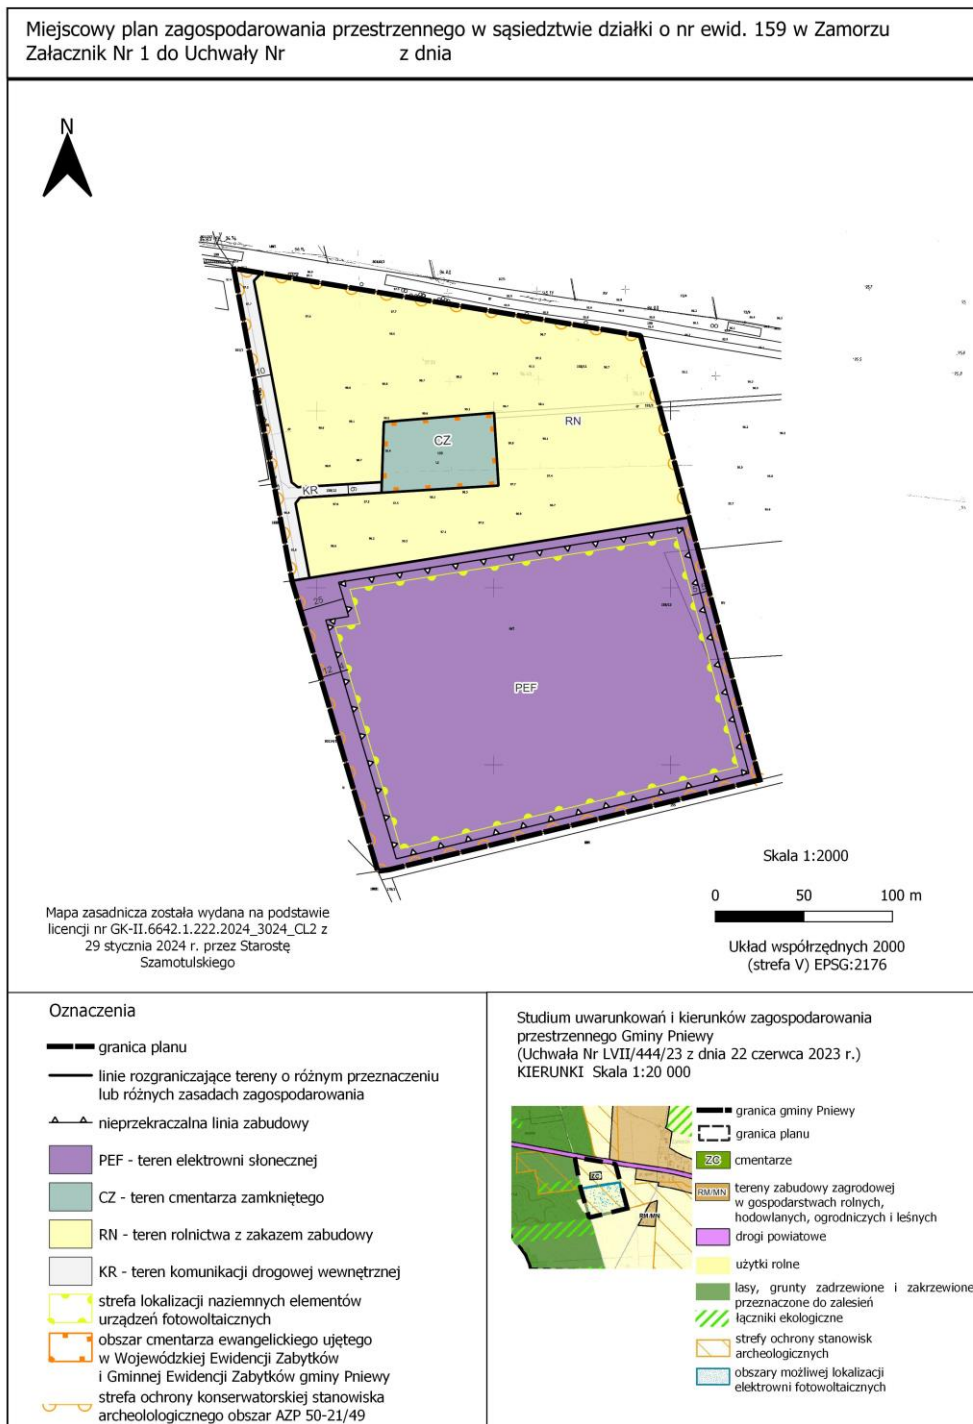 Miejscowy plan zagospodarowania przestrzennego w sąsiedztwie działki o nr ewid. 159 w Zamorzu
Załacznik Nr 1 do Uchwały Nr z dnia
N
10
CZ
RN
KR
6
25
12
PEF
Skala 1:2000
0 50 100 m
Układ współrzędnych 2000
(strefa V) EPSG:2176
Mapa zasadnicza została wydana na podstawie
licencji nr GK-II.6642.1.222.2024_3024_CL2 z
29 stycznia 2024 r. przez Starostę
Szamotulskiego
Oznaczenia
granica planu
linie rozgraniczające tereny o różnym przeznaczeniu
lub różnych zasadach zagospodarowania
nieprzekraczalna linia zabudowy
PEF - teren elektrowni słonecznej
CZ - teren cmentarza zamkniętego
RN - teren rolnictwa z zakazem zabudowy
KR - teren komunikacji drogowej wewnętrznej
strefa lokalizacji naziemnych elementów
urządzeń fotowoltaicznych
obszar cmentarza ewangelickiego ujętego
w Wojewódzkiej Ewidencji Zabytków
i Gminnej Ewidencji Zabytków gminy Pniewy
strefa ochrony konserwatorskiej stanowiska
archeolologicznego obszar AZP 50-21/49
Studium uwarunkowań i kierunków zagospodarowania
przestrzennego Gminy Pniewy
(Uchwała Nr LVII/444/23 z dnia 22 czerwca 2023 r.)
KIERUNKI Skala 1:20 000
ZC
RM/MN
granica gminy Pniewy
granica planu
ZC cmentarze
RM/MN tereny zabudowy zagrodowej
w gospodarstwach rolnych,
hodowlanych, ogrodniczych i leśnych
drogi powiatowe
użytki rolne
lasy, grunty zadrzewione i zakrzewione
przeznaczone do zalesień
łączniki ekologiczne
strefy ochrony stanowisk
archeologicznych
obszary możliwej lokalizacji
elektrowni fotowoltaicznych